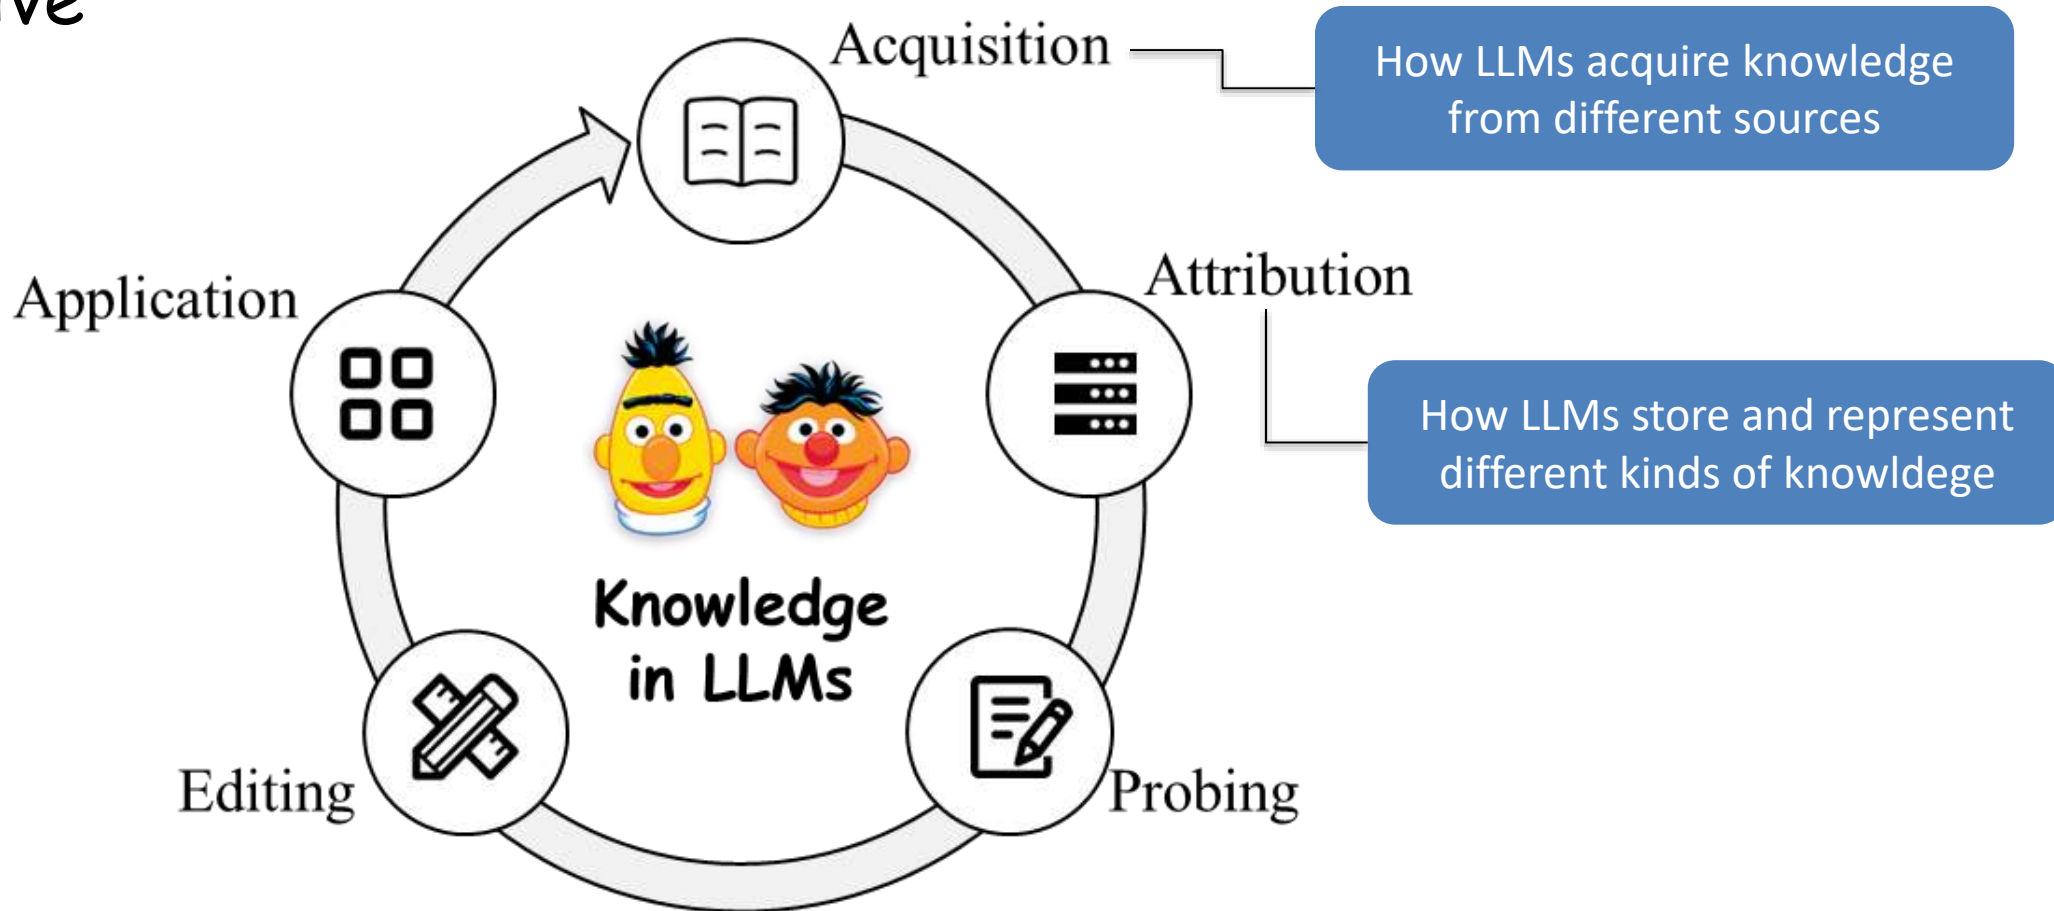 Acquisition
How LLMs acquire knowledge
from different sources
Attribution
Application
How LLMs store and represent
different kinds of knowldege
Knowledge
in LLMs
Editing
Probing